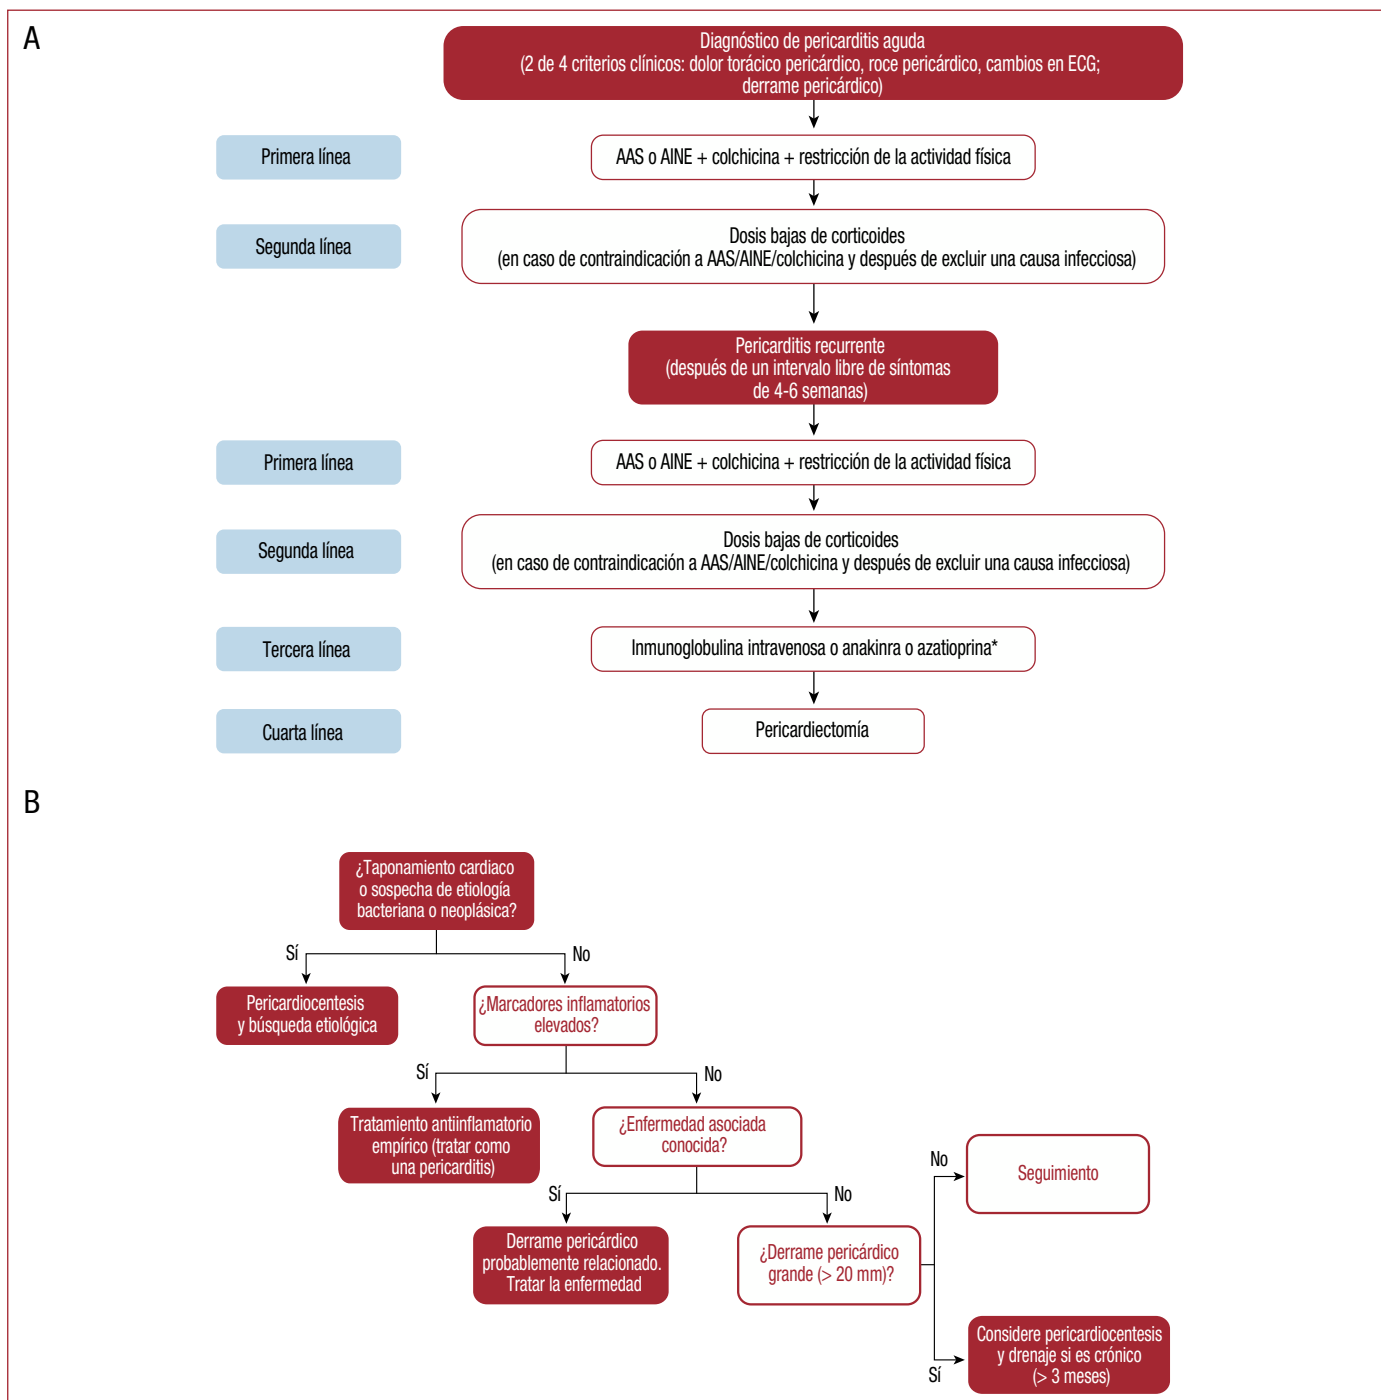 A
Diagnóstico de pericarditis aguda
(2 de 4 criterios clínicos: dolor torácico pericárdico, roce pericárdico, cambios en ECG;
derrame pericárdico)
Primera línea
AAS o AINE + colchicina + restricción de la actividad física
Segunda línea
Dosis bajas de corticoides
(en caso de contraindicación a AAS/AINE/colchicina y después de excluir una causa infecciosa)
Pericarditis recurrente
(después de un intervalo libre de síntomas
de 4-6 semanas)
Primera línea
AAS o AINE + colchicina + restricción de la actividad física
Segunda línea
Dosis bajas de corticoides
(en caso de contraindicación a AAS/AINE/colchicina y después de excluir una causa infecciosa)
Tercera línea
Inmunoglobulina intravenosa o anakinra o azatioprina*
Cuarta línea
Pericardiectomía
B
¿Taponamiento cardiaco
o sospecha de etiología
bacteriana o neoplásica?
Sí
No
Pericardiocentesis
y búsqueda etiológica
¿Marcadores inflamatorios
elevados?
Sí
No
Tratamiento antiinflamatorio
empírico (tratar como
una pericarditis)
¿Enfermedad asociada
conocida?
Sí
No
Derrame pericárdico
probablemente relacionado.
Tratar la enfermedad
¿Derrame pericárdico
grande (> 20 mm)?
No
Seguimiento
Sí
Considere pericardiocentesis
y drenaje si es crónico
(> 3 meses)